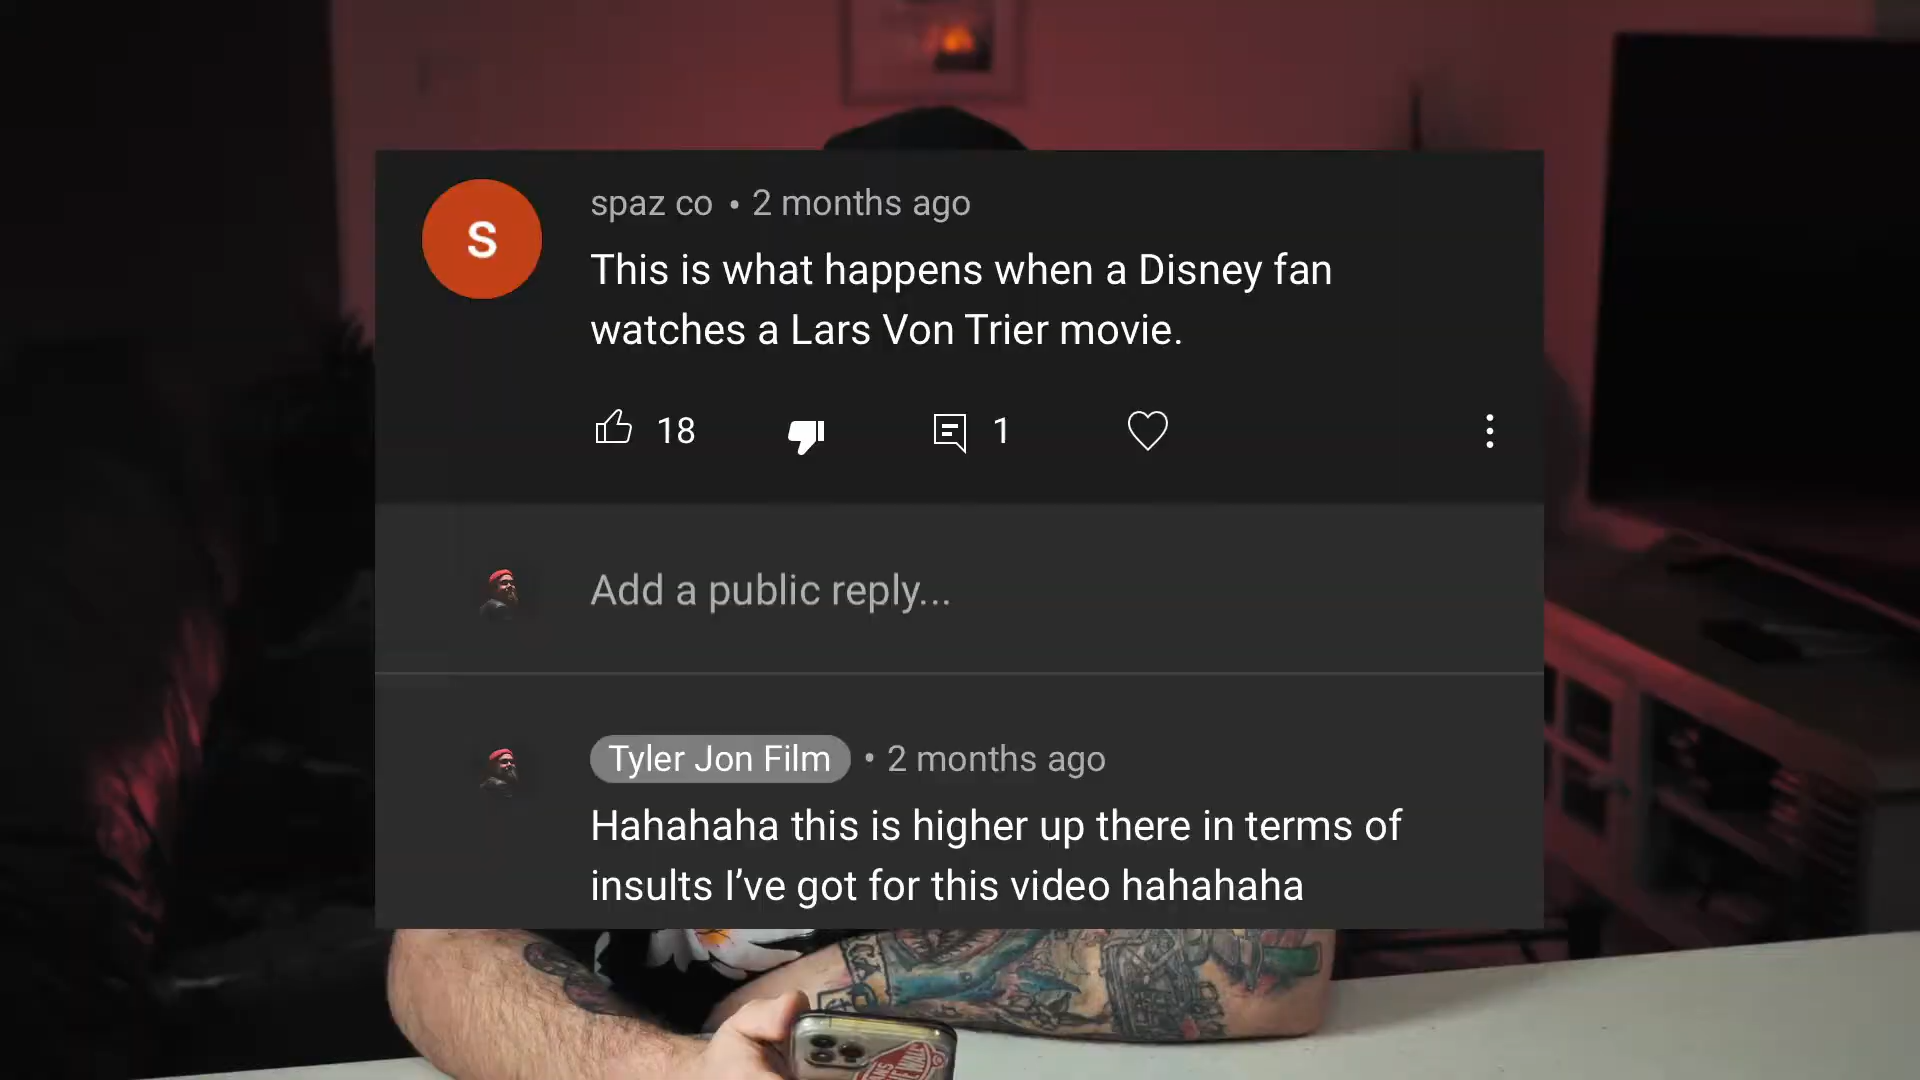 S
spaz co • 2 months ago
This is what happens when a Disney fan
watches a Lars Von Trier movie.
18
1
Add a public reply...
Tyler Jon Film • 2 months ago
Hahahaha this is higher up there in terms of
insults I’ve got for this video hahahaha